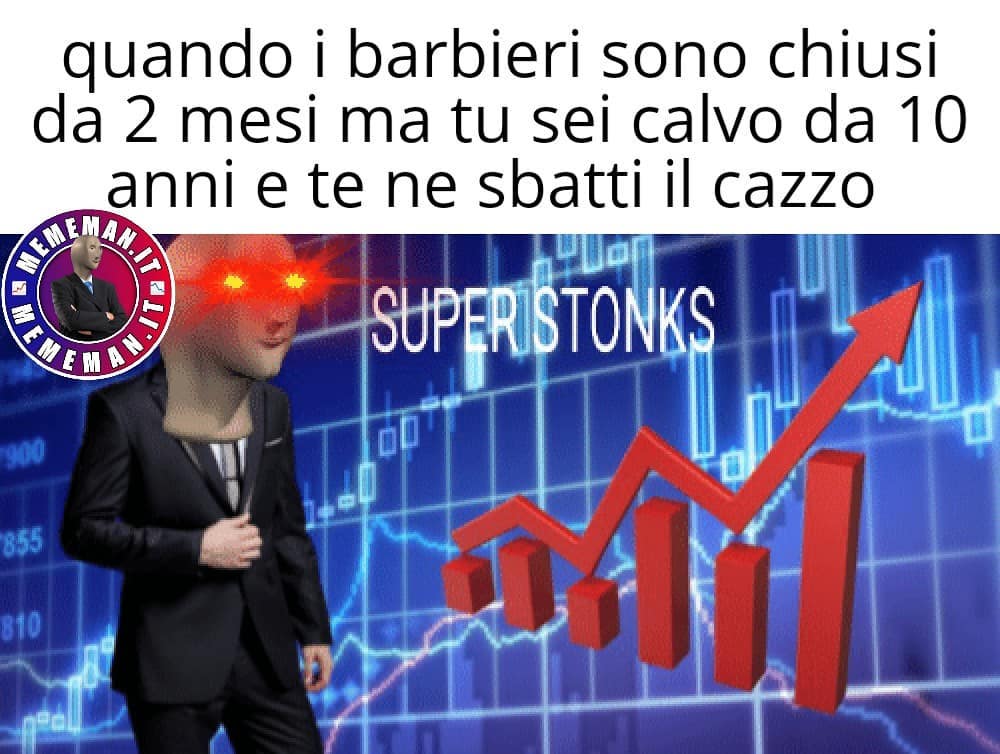 quando i barbieri sono chiusi
da 2 mesi ma tu sei calvo da 10
anni e te ne sbatti il cazzo
MEMEMAN.IT
MEMEMAN.IT
SUPER STONKS
900
855
810